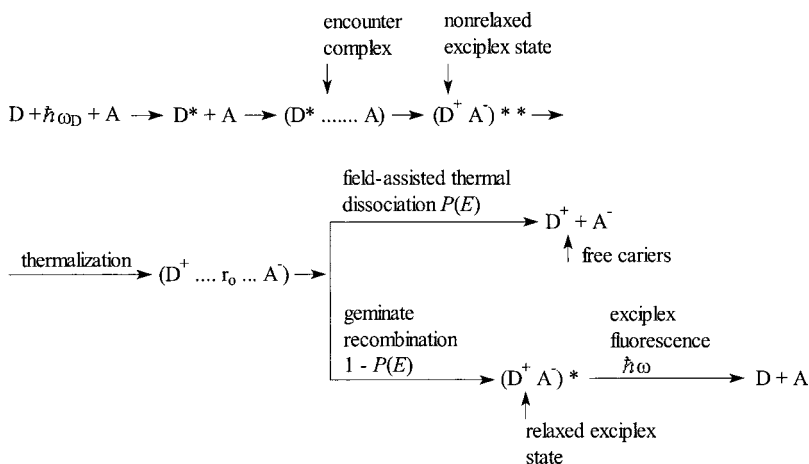 encounter
complex
nonrelaxed
exciplex state
D + ℏω_D + A → D* + A → (D* ....... A) → (D⁺ A⁻) * * →
field-assisted thermal
dissociation P(E)
D⁺ + A⁻
free cariers
thermalization
(D⁺ .... r₀ ... A⁻) →
geminate
recombination
1 - P(E)
exciplex
fluorescence
ℏω
(D⁺ A⁻) *
D + A
relaxed exciplex
state